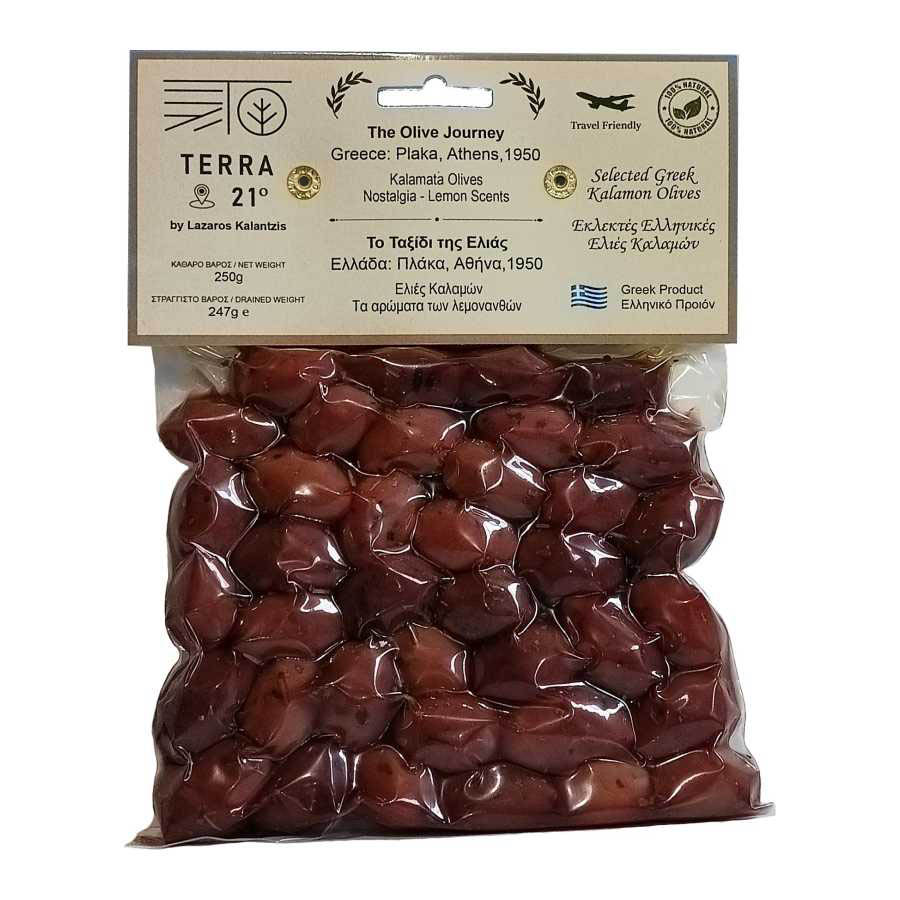 TERRA
21°
by Lazaros Kalantzis
ΚΑΘΑΡΟ ΒΑΡΟΣ / NET WEIGHT
250g
ΣΤΡΑΓΓΙΣΤΟ ΒΑΡΟΣ / DRAINED WEIGHT
247g e
The Olive Journey
Greece: Plaka, Athens,1950
Kalamata Olives
Nostalgia - Lemon Scents
Το Ταξίδι της Ελιάς
Ελλάδα: Πλάκα, Αθήνα,1950
Ελιές Καλαμών
Τα αρώματα των λεμονανθών
Travel Friendly
100% NATURAL
100% NATURAL
Selected Greek
Kalamon Olives
Εκλεκτές Ελληνικές
Ελιές Καλαμών
Greek Product
Ελληνικό Προιόν